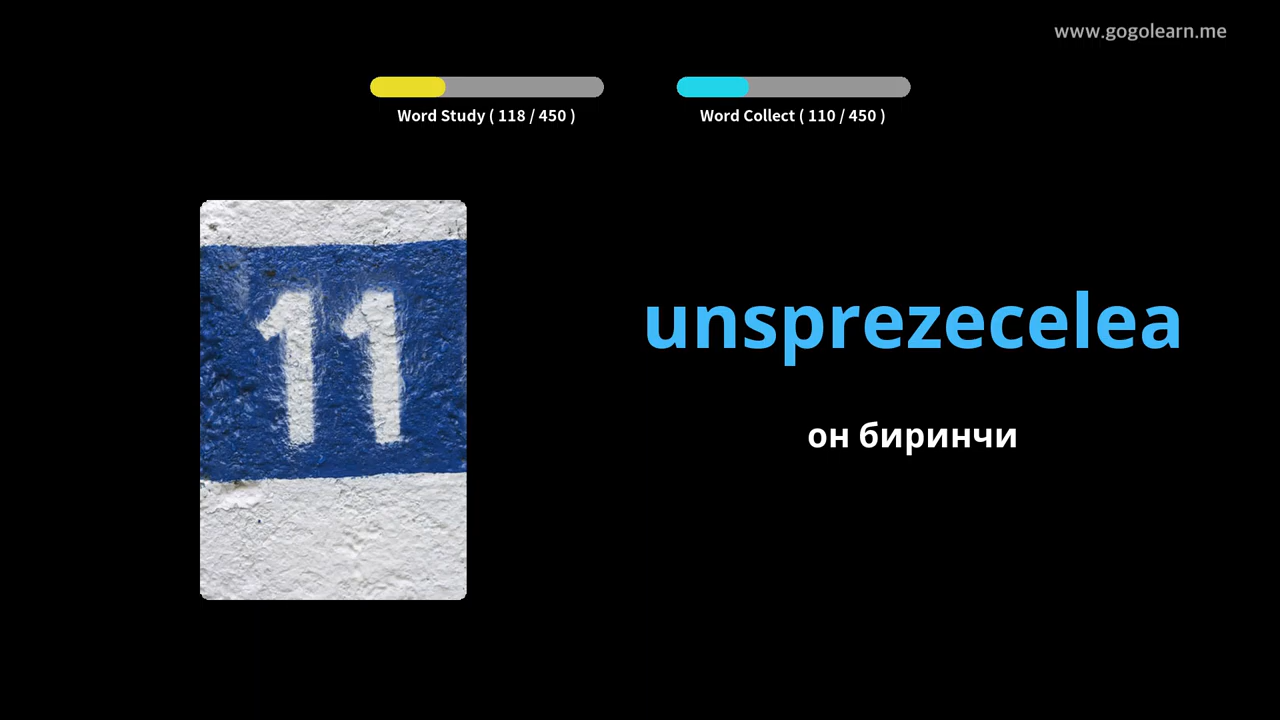 www.gogolearn.me
Word Study ( 118 / 450 )
Word Collect ( 110 / 450 )
11
unsprezecelea
он биринчи